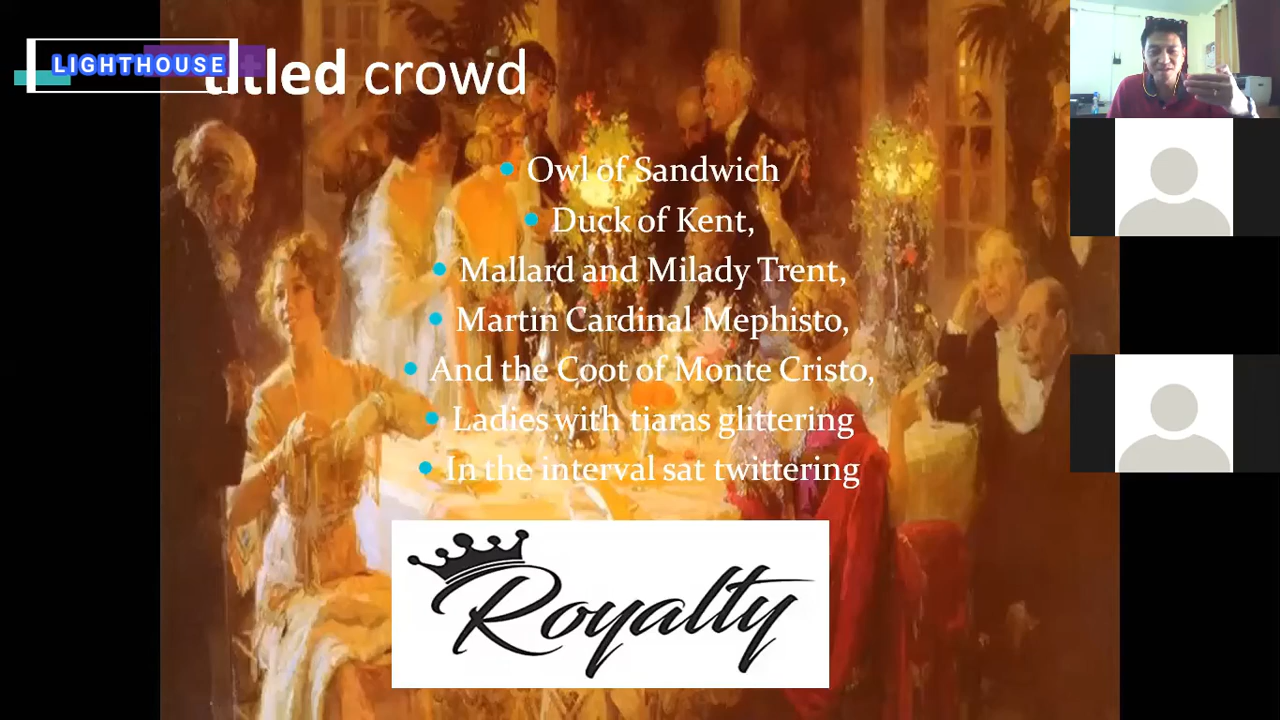 LIGHTHOUSE
titled crowd
Owl of Sandwich
Duck of Kent,
Mallard and Milady Trent,
Martin Cardinal Mephisto,
And the Coot of Monte Cristo,
Ladies with tiaras glittering
In the interval sat twittering
Royalty